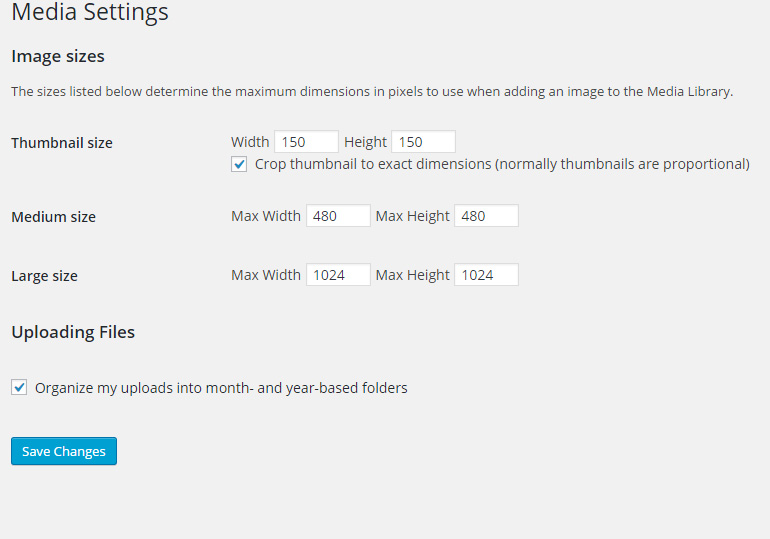 Media Settings
Image sizes
The sizes listed below determine the maximum dimensions in pixels to use when adding an image to the Media Library.
Thumbnail size Width 150 Height 150
Crop thumbnail to exact dimensions (normally thumbnails are proportional)
Medium size Max Width 480 Max Height 480
Large size Max Width 1024 Max Height 1024
Uploading Files
Organize my uploads into month- and year-based folders
Save Changes